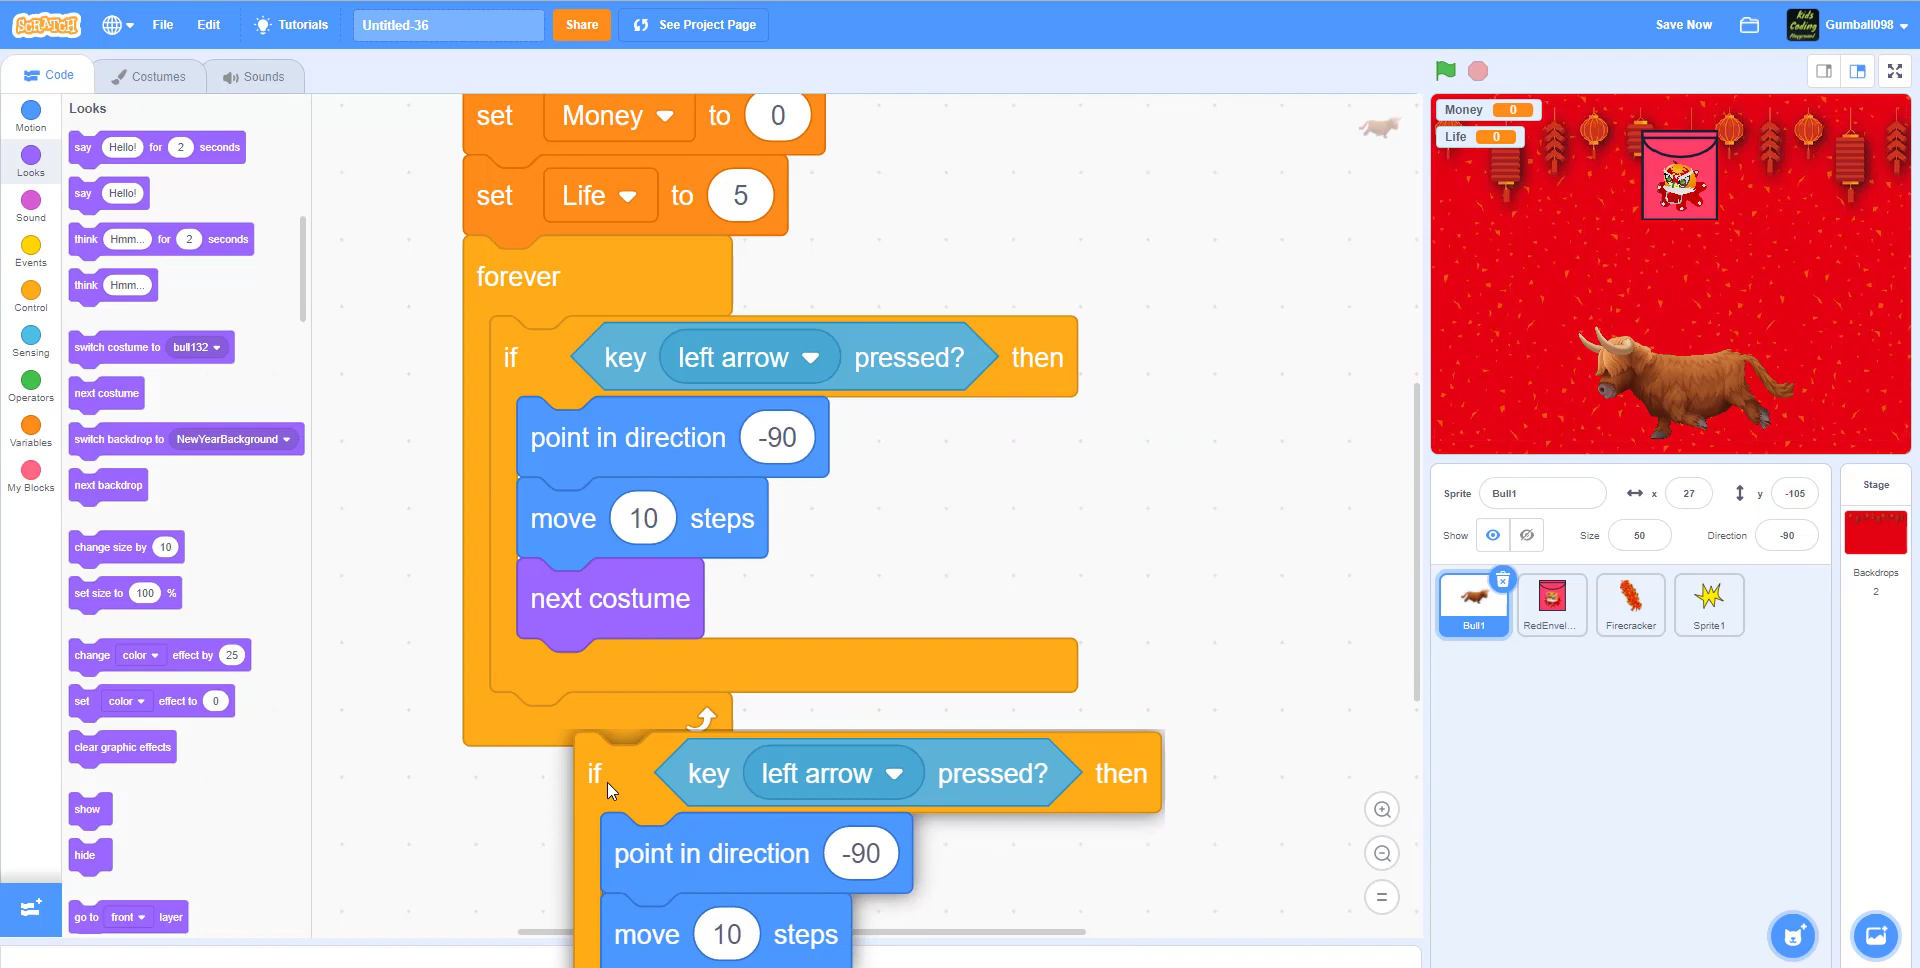 SCRATCH
File
Edit
Tutorials
Untitled-36
Share
See Project Page
Save Now
Kids Coding Playground
Gumball098
Code
Costumes
Sounds
Motion
Looks
Sound
Events
Control
Sensing
Operators
Variables
My Blocks
Looks
say Hello! for 2 seconds
say Hello!
think Hmm... for 2 seconds
think Hmm...
switch costume to bull132
next costume
switch backdrop to NewYearBackground
next backdrop
change size by 10
set size to 100 %
change color effect by 25
set color effect to 0
clear graphic effects
show
hide
go to front layer
set Money to 0
set Life to 5
forever
if key left arrow pressed? then
point in direction -90
move 10 steps
next costume
if key left arrow pressed? then
point in direction -90
move 10 steps
Money 0
Life 0
Sprite Bull1 x 27 y -105
Show Size 50 Direction -90
Bull1
RedEnvel...
Firecracker
Sprite1
Stage
Backdrops
2